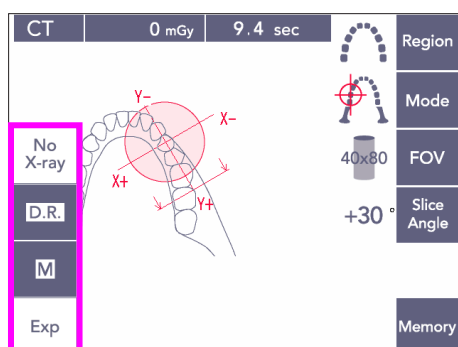 CT 0 mGy 9.4 sec
Region
Mode
40x80 FOV
+30 ° Slice
Angle
Memory
Y-
X-
X+
Y+
No
X-ray
D.R.
M
Exp